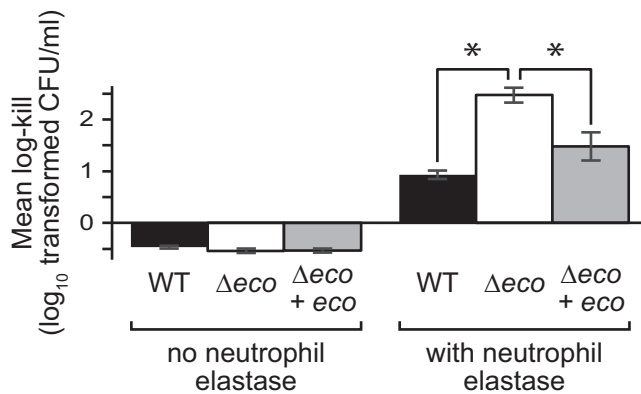 Mean log-kill
(log10 transformed CFU/ml)
* *
2
1
0
WT Δeco Δeco + eco WT Δeco Δeco + eco
no neutrophil elastase
with neutrophil elastase